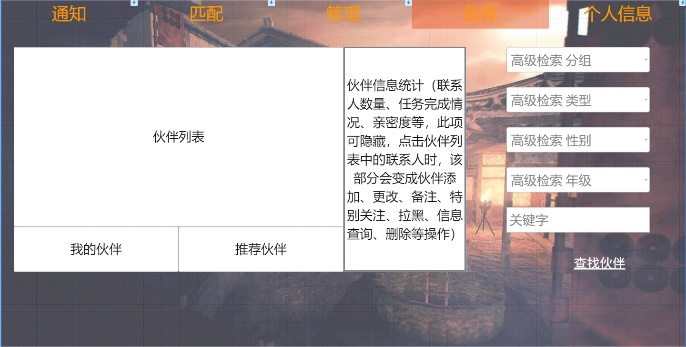 通知
匹配
管理
伙伴
个人信息
伙伴列表
我的伙伴
推荐伙伴
伙伴信息统计（联系
人数量、任务完成情
况、亲密度等，此项
可隐藏，点击伙伴列
表中的联系人时，该
部分会变成伙伴添
加、更改、备注、特
别关注、拉黑、信息
查询、删除等操作）
高级检索 分组
高级检索 类型
高级检索 性别
高级检索 年级
关键字
查找伙伴